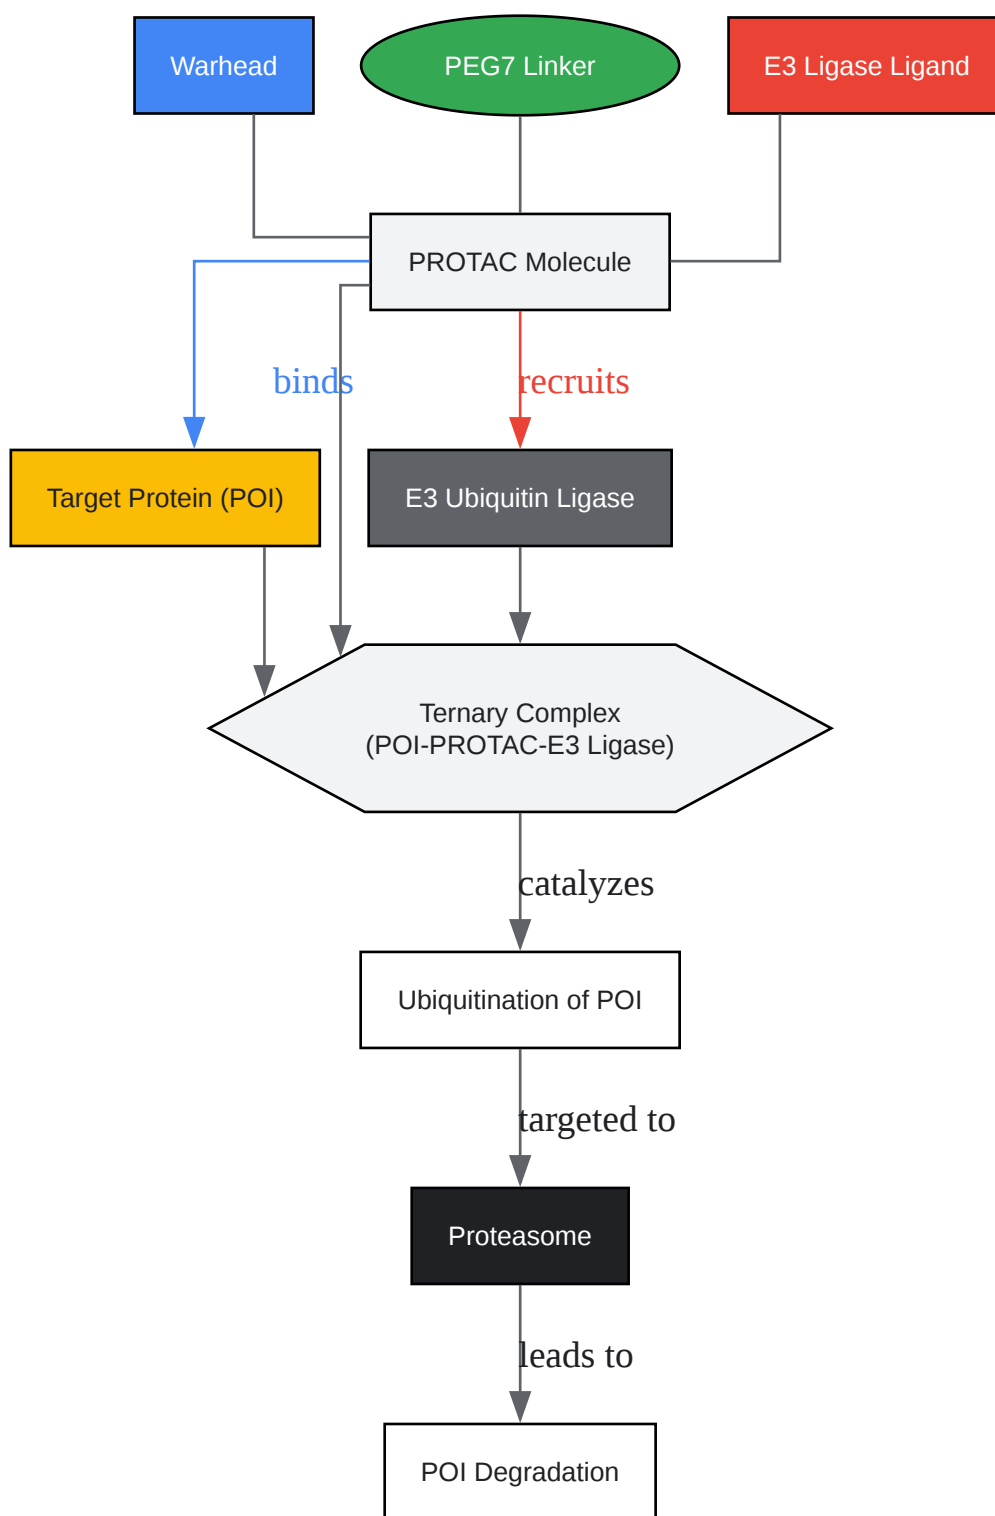 Warhead
PEG7 Linker
E3 Ligase Ligand
PROTAC Molecule
binds
recruits
Target Protein (POI)
E3 Ubiquitin Ligase
Ternary Complex
(POI-PROTAC-E3 Ligase)
catalyzes
Ubiquitination of POI
targeted to
Proteasome
leads to
POI Degradation